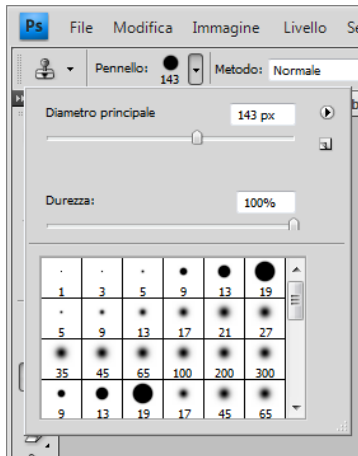 Ps File Modifica Immagine Livello
Pennello: 143 Metodo: Normale
Diametro principale 143 px
Durezza: 100%
1 3 5 9 13 19
5 9 13 17 21 27
35 45 65 100 200 300
9 13 19 17 45 65